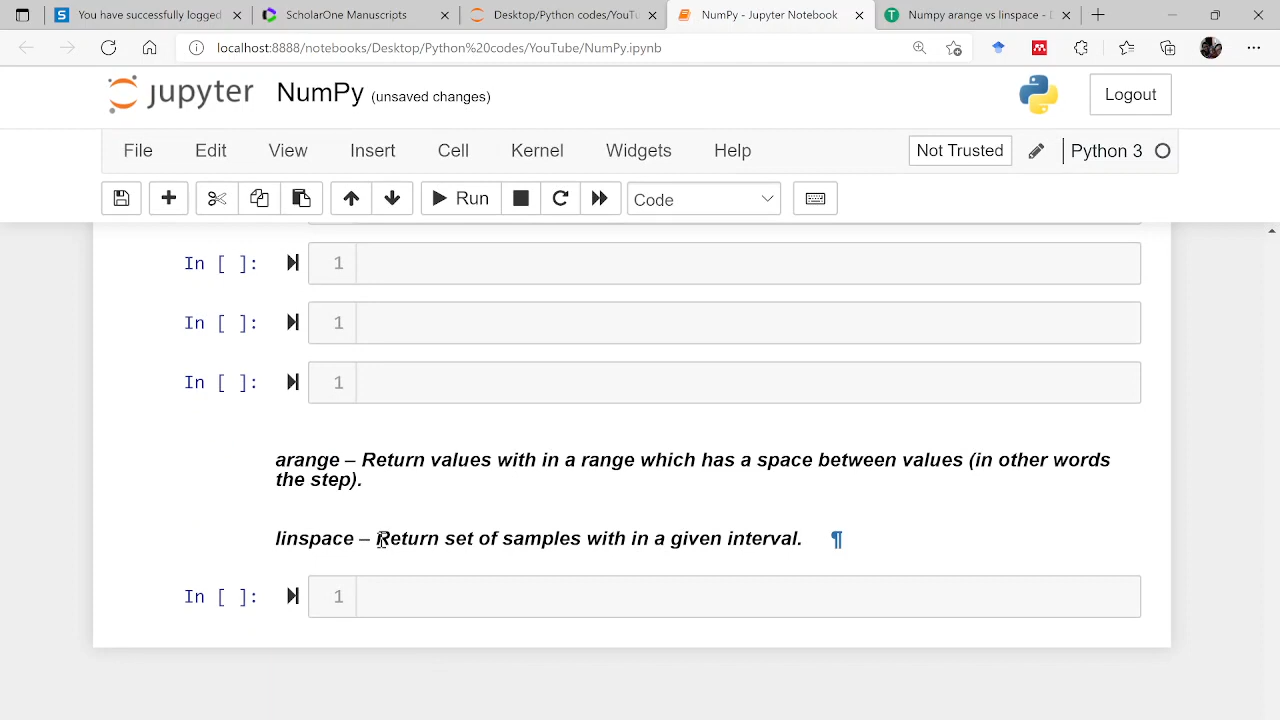 You have successfully logged
ScholarOne Manuscripts
Desktop/Python codes/YouTu
NumPy - Jupyter Notebook
Numpy arange vs linspace - [
localhost:8888/notebooks/Desktop/Python%20codes/YouTube/NumPy.ipynb
jupyter NumPy (unsaved changes) Logout
File Edit View Insert Cell Kernel Widgets Help Not Trusted Python 3
Run Code
In [ ]: 1
In [ ]: 1
In [ ]: 1
arange – Return values with in a range which has a space between values (in other words
the step).
linspace – Return set of samples with in a given interval. ¶
In [ ]: 1